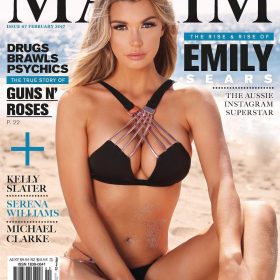 MAXIM
ISSUE 67 FEBRUARY 2017
DRUGS
BRAWLS
PSYCHICS
THE TRUE STORY OF
GUNS N'
ROSES
P. 22
THE RISE & RISE OF
EMILY
SEARS
THE AUSSIE
INSTAGRAM
SUPERSTAR
+
KELLY
SLATER
SERENA
WILLIAMS
MICHAEL
CLARKE